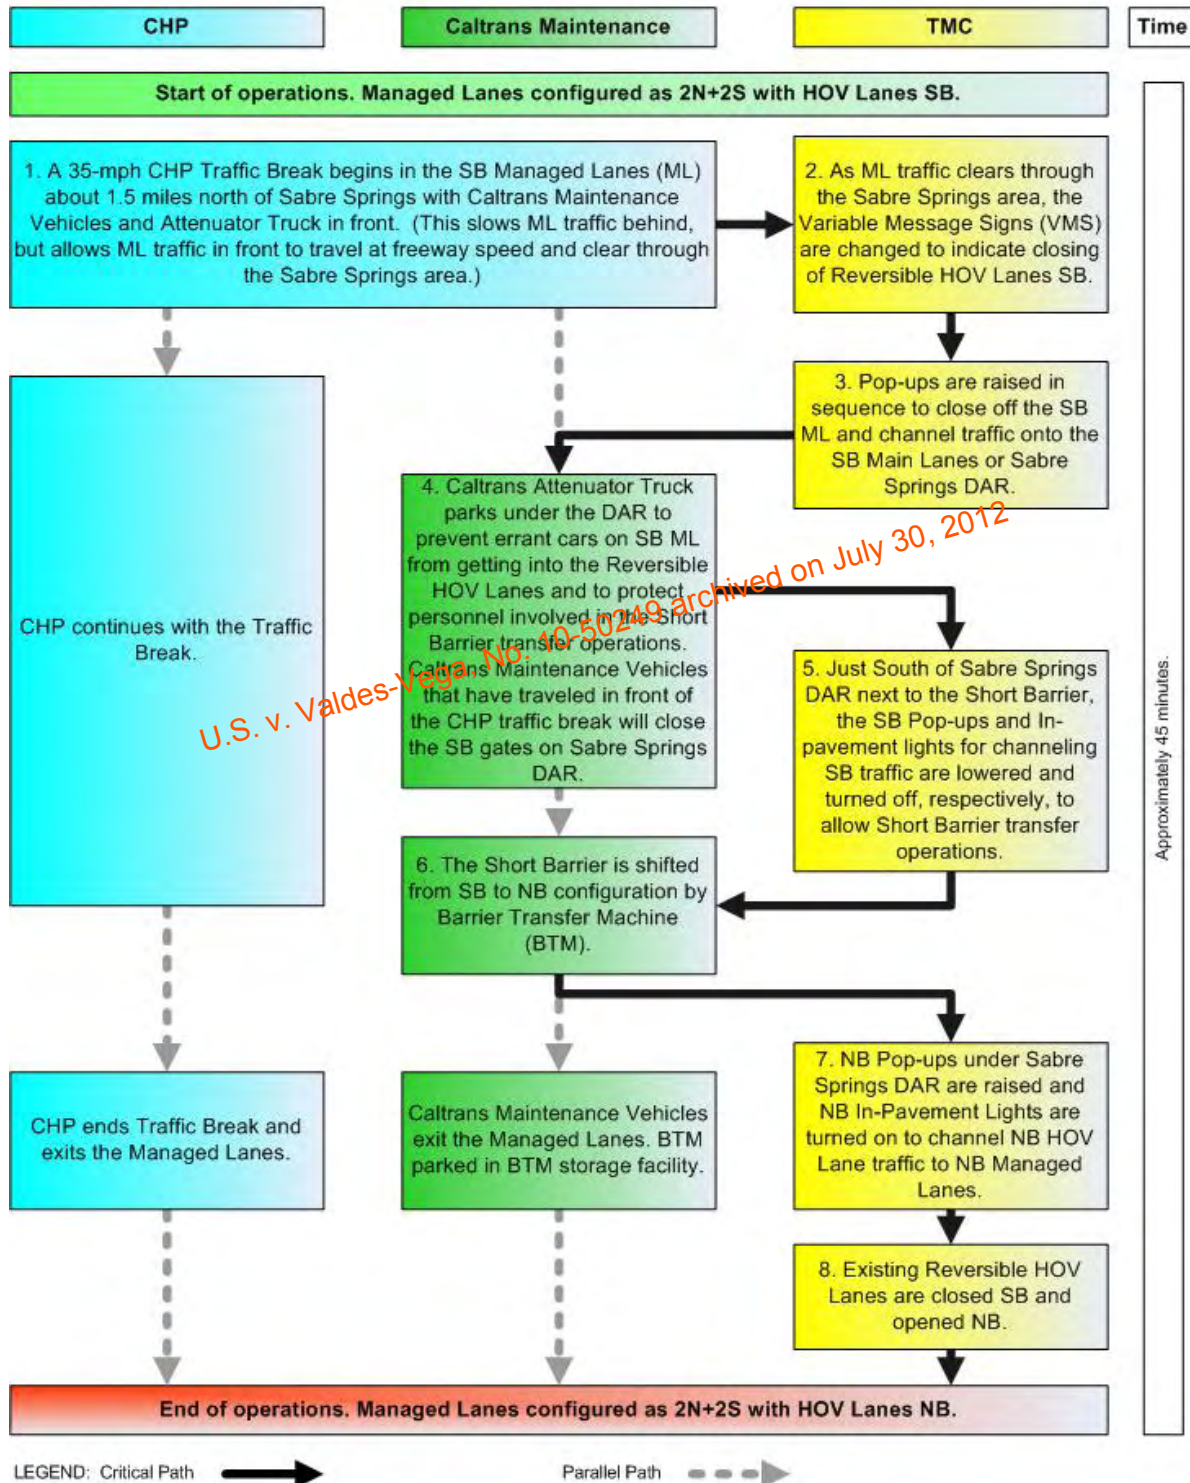 CHP
Caltrans Maintenance
TMC
Time
Start of operations. Managed Lanes configured as 2N+2S with HOV Lanes SB.
1. A 35-mph CHP Traffic Break begins in the SB Managed Lanes (ML)
about 1.5 miles north of Sabre Springs with Caltrans Maintenance
Vehicles and Attenuator Truck in front. (This slows ML traffic behind,
but allows ML traffic in front to travel at freeway speed and clear through
the Sabre Springs area.)
2. As ML traffic clears through
the Sabre Springs area, the
Variable Message Signs (VMS)
are changed to indicate closing
of Reversible HOV Lanes SB.
3. Pop-ups are raised in
sequence to close off the SB
ML and channel traffic onto the
SB Main Lanes or Sabre
Springs DAR.
CHP continues with the Traffic
Break.
4. Caltrans Attenuator Truck
parks under the DAR to
prevent errant cars on SB ML
from getting into the Reversible
HOV Lanes and to protect
personnel involved in the Short
Barrier transfer operations.
Caltrans Maintenance Vehicles
that have traveled in front of
the CHP traffic break will close
the SB gates on Sabre Springs
DAR.
5. Just South of Sabre Springs
DAR next to the Short Barrier,
the SB Pop-ups and In-
pavement lights for channeling
SB traffic are lowered and
turned off, respectively, to
allow Short Barrier transfer
operations.
6. The Short Barrier is shifted
from SB to NB configuration by
Barrier Transfer Machine
(BTM).
CHP ends Traffic Break and
exits the Managed Lanes.
Caltrans Maintenance Vehicles
exit the Managed Lanes. BTM
parked in BTM storage facility.
7. NB Pop-ups under Sabre
Springs DAR are raised and
NB In-Pavement Lights are
turned on to channel NB HOV
Lane traffic to NB Managed
Lanes.
8. Existing Reversible HOV
Lanes are closed SB and
opened NB.
Approximately 45 minutes.
End of operations. Managed Lanes configured as 2N+2S with HOV Lanes NB.
LEGEND: Critical Path
Parallel Path
U.S. v. Valdes-Vega, No. 10-50249 archived on July 30, 2012